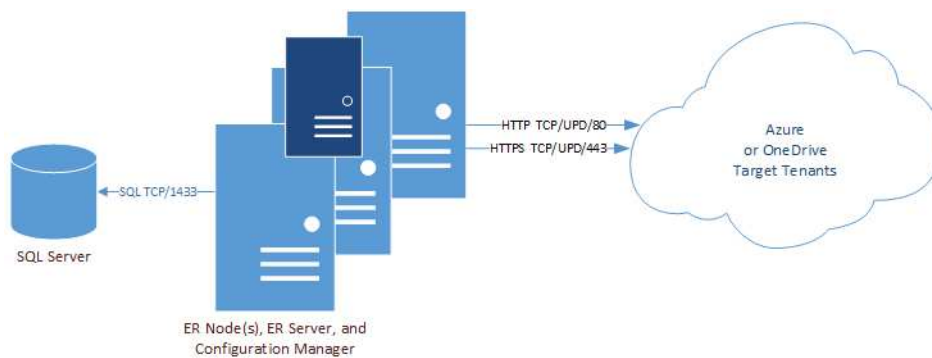 HTTP TCP/UPD/80
HTTPS TCP/UPD/443
Azure
or OneDrive
Target Tenants
SQL TCP/1433
SQL Server
ER Node(s), ER Server, and
Configuration Manager